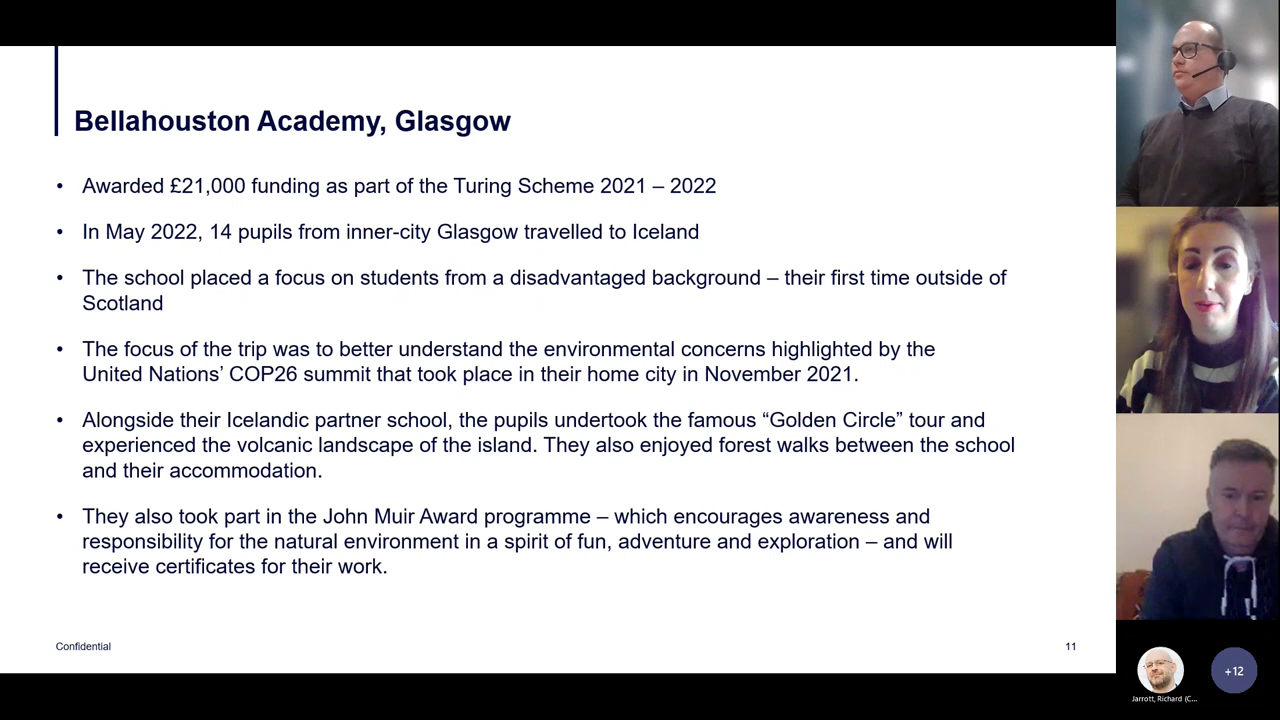 Bellahouston Academy, Glasgow
• Awarded £21,000 funding as part of the Turing Scheme 2021 – 2022
• In May 2022, 14 pupils from inner-city Glasgow travelled to Iceland
• The school placed a focus on students from a disadvantaged background – their first time outside of
Scotland
• The focus of the trip was to better understand the environmental concerns highlighted by the
United Nations’ COP26 summit that took place in their home city in November 2021.
• Alongside their Icelandic partner school, the pupils undertook the famous “Golden Circle” tour and
experienced the volcanic landscape of the island. They also enjoyed forest walks between the school
and their accommodation.
• They also took part in the John Muir Award programme – which encourages awareness and
responsibility for the natural environment in a spirit of fun, adventure and exploration – and will
receive certificates for their work.
Confidential
11
+12
Jarrott, Richard (C...